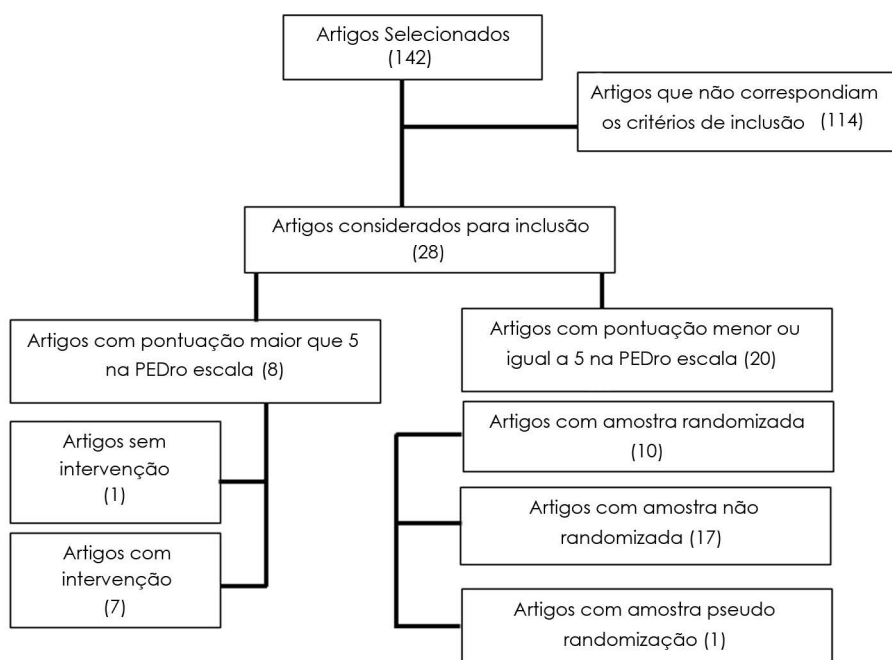 Artigos Selecionados
(142)
Artigos que não correspondiam
os critérios de inclusão (114)
Artigos considerados para inclusão
(28)
Artigos com pontuação maior que 5
na PEDro escala (8)
Artigos com pontuação menor ou
igual a 5 na PEDro escala (20)
Artigos sem
intervenção
(1)
Artigos com
intervenção
(7)
Artigos com amostra randomizada
(10)
Artigos com amostra não
randomizada (17)
Artigos com amostra pseudo
randomização (1)